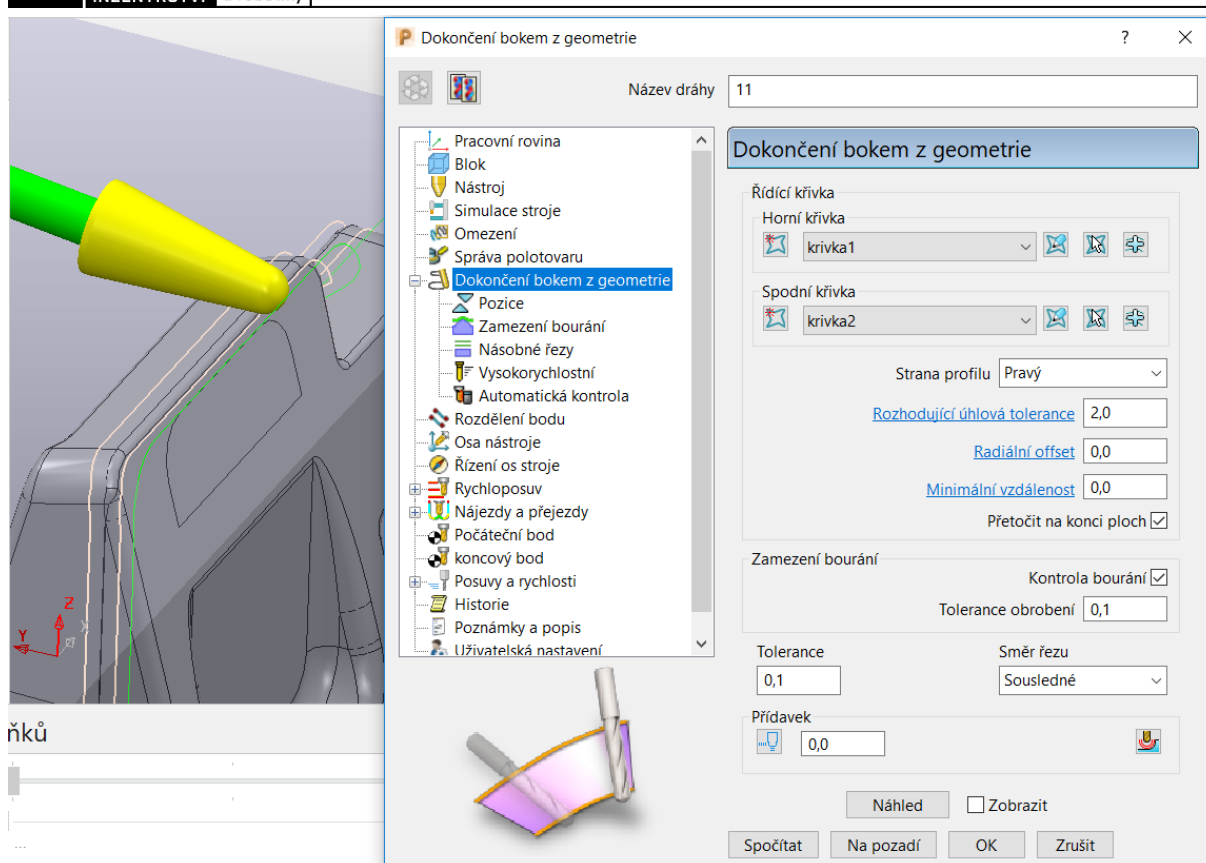 Dokončení bokem z geometrie
?
Název dráhy
11
Pracovní rovina
Blok
Nástroj
Simulace stroje
Omezení
Správa polotovaru
Dokončení bokem z geometrie
Pozice
Zamezení bourání
Násobné řezy
Vysokorychlostní
Automatická kontrola
Rozdělení bodu
Osa nástroje
Řízení os stroje
Rychloposuv
Nájezdy a přejezdy
Počáteční bod
koncový bod
Posuvy a rychlosti
Historie
Poznámky a popis
Uživatelská nastavení
Dokončení bokem z geometrie
Řídící křivka
Horní křivka
krivka1
Spodní křivka
krivka2
Strana profilu Pravý
Rozhodující úhlová tolerance 2,0
Radiální offset 0,0
Minimální vzdálenost 0,0
Přetočit na konci ploch
Zamezení bourání
Kontrola bourání
Tolerance obrobení 0,1
Tolerance Směr řezu
0,1 Sousledné
Přídavek
0,0
Náhled Zobrazit
Spočítat Na pozadí OK Zrušit
Z
Y
X
ňků
...